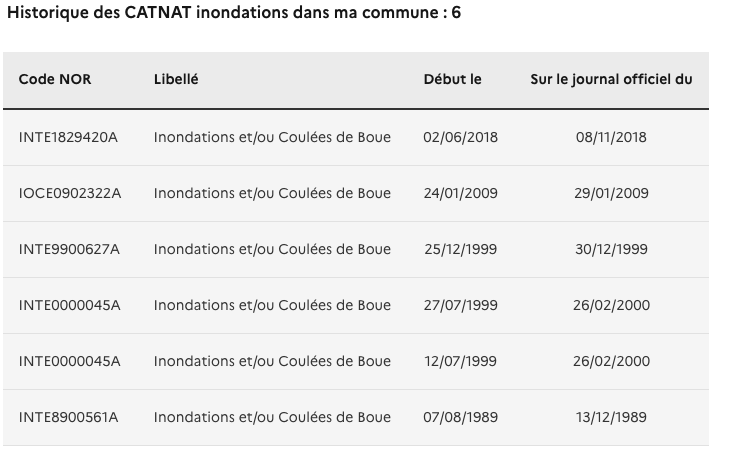 Historique des CATNAT inondations dans ma commune : 6
Code NOR Libellé Début le Sur le journal officiel du
INTE1829420A Inondations et/ou Coulées de Boue 02/06/2018 08/11/2018
IOCE0902322A Inondations et/ou Coulées de Boue 24/01/2009 29/01/2009
INTE9900627A Inondations et/ou Coulées de Boue 25/12/1999 30/12/1999
INTE0000045A Inondations et/ou Coulées de Boue 27/07/1999 26/02/2000
INTE0000045A Inondations et/ou Coulées de Boue 12/07/1999 26/02/2000
INTE8900561A Inondations et/ou Coulées de Boue 07/08/1989 13/12/1989